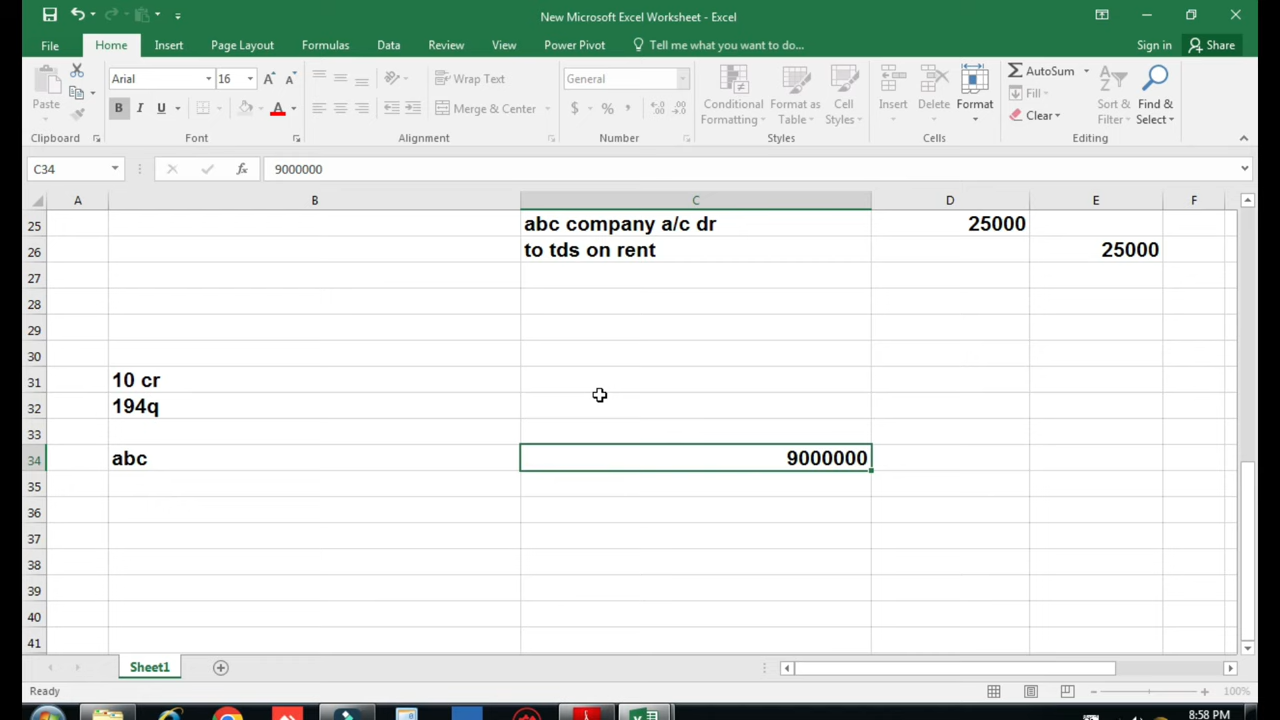 New Microsoft Excel Worksheet - Excel
File Home Insert Page Layout Formulas Data Review View Power Pivot Tell me what you want to do... Sign in Share
Paste
Arial 16
B I U A
Wrap Text
Merge & Center
General
$ %
Conditional Formatting
Format as Table
Cell Styles
Insert
Delete
Format
AutoSum
Fill
Clear
Sort & Filter
Find & Select
Clipboard Font Alignment Number Styles Cells Editing
C34 fx 9000000
A B C D E F
25 abc company a/c dr 25000
26 to tds on rent 25000
27
28
29
30
31 10 cr
32 194q
33
34 abc 9000000
35
36
37
38
39
40
41
Sheet1
Ready 100%
8:58 PM